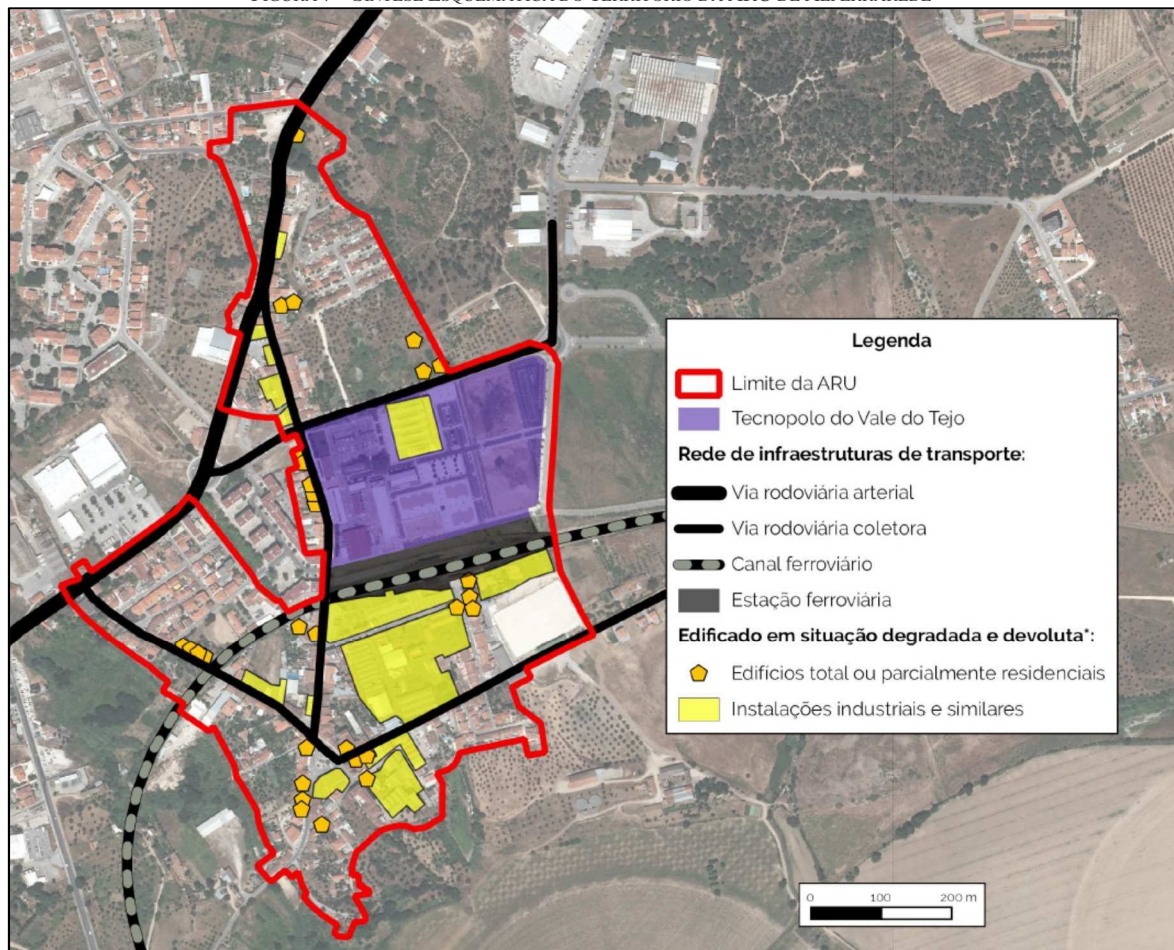 Legenda
Limite da ARU
Tecnopolo do Vale do Tejo
Rede de infraestruturas de transporte:
Via rodoviária arterial
Via rodoviária coletora
Canal ferroviário
Estação ferroviária
Edificado em situação degradada e devoluta*:
Edifícios total ou parcialmente residenciais
Instalações industriais e similares
0 100 200 m